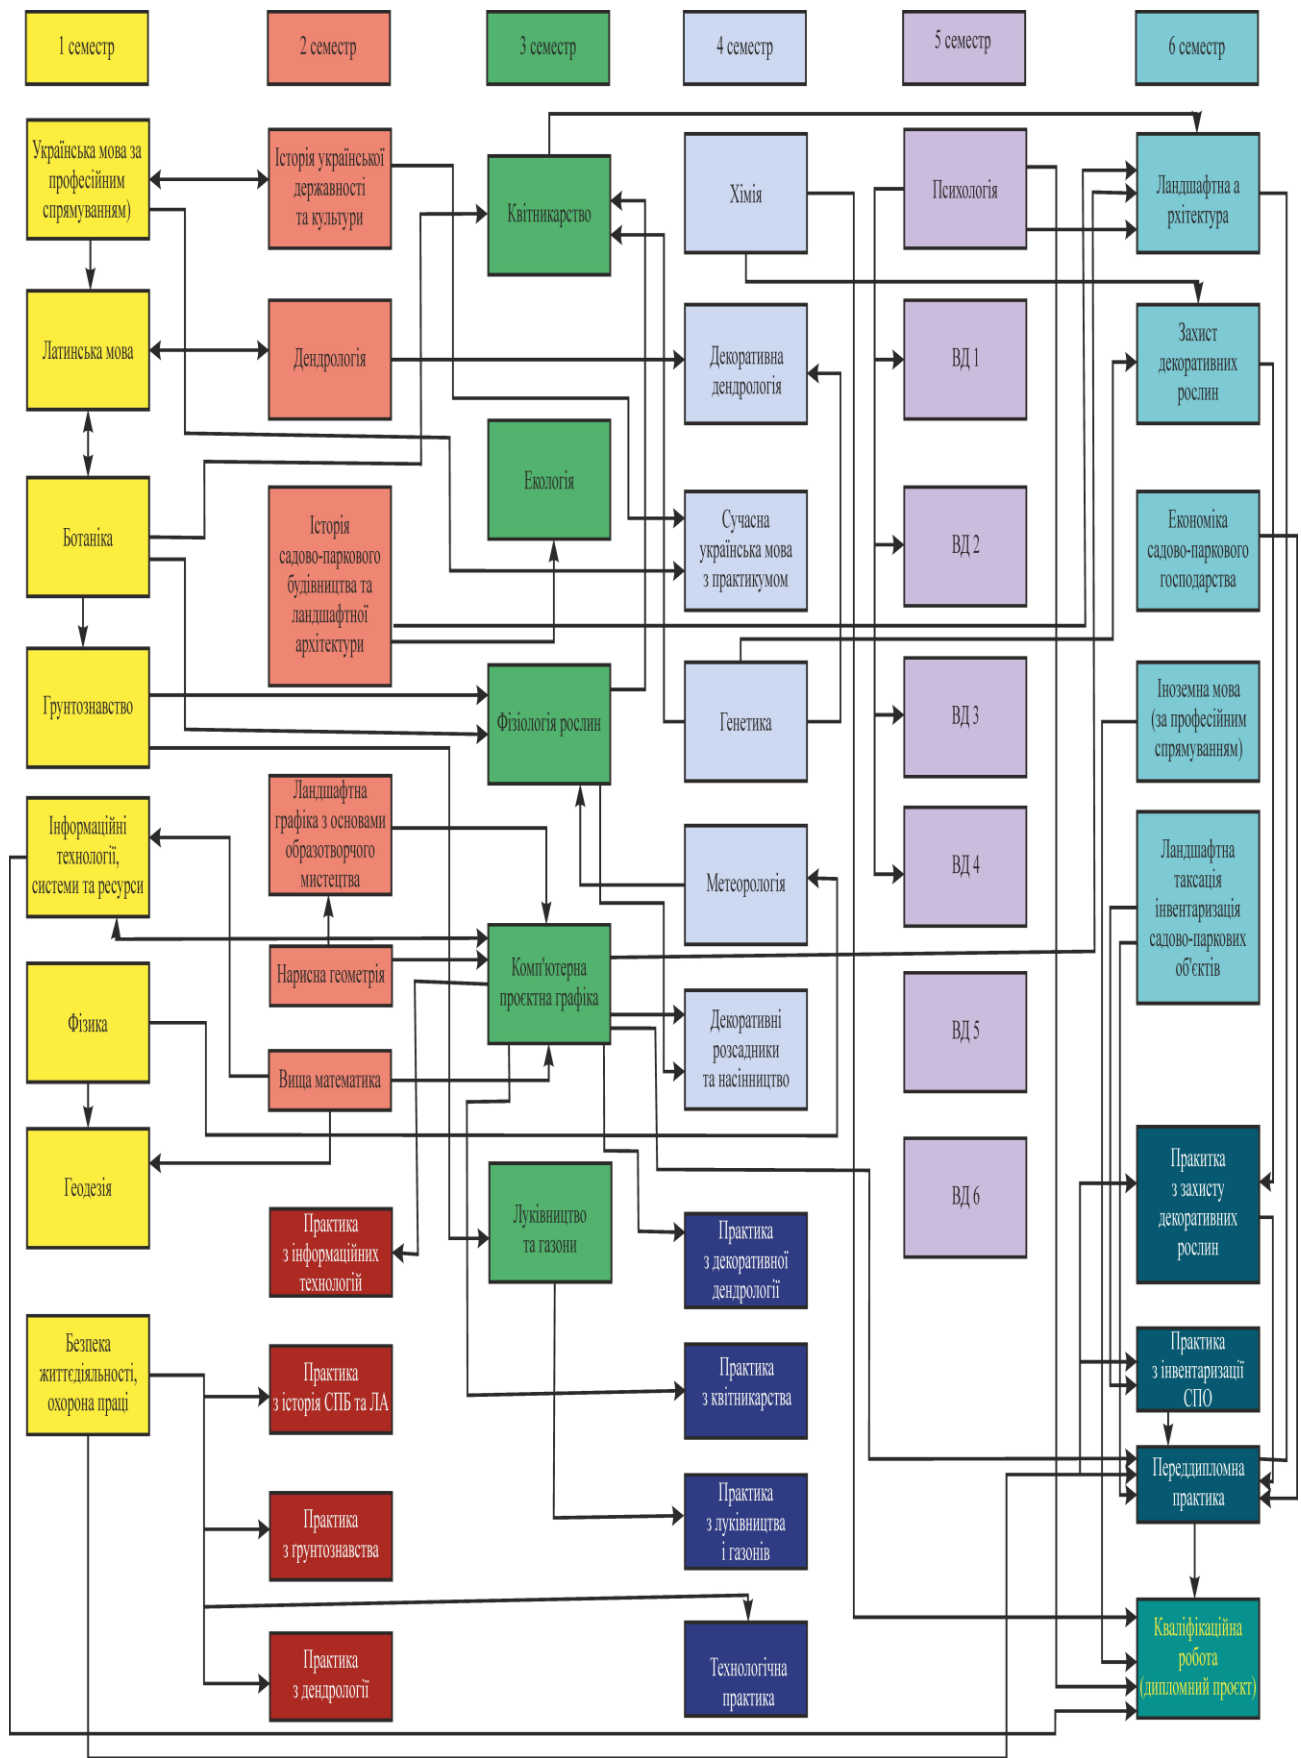 1 семестр
2 семестр
3 семестр
4 семестр
5 семестр
6 семестр
Українська мова за
професійним
спрямуванням)
Латинська мова
Ботаніка
Грунтознавство
Інформаційні
технології,
системи та ресурси
Фізика
Геодезія
Безпека
життєдіяльності,
охорона праці
Історія української
державності
та культури
Дендрологія
Історія
садово-паркового
будівництва та
ландшафтної
архітектури
Ландшафтна
графіка з основами
образотворчого
мистецтва
Нарисна геометрія
Вища математика
Практика
з інформаційних
технологій
Практика
з історія СПБ та ЛА
Практика
з ґрунтознавства
Практика
з дендрології
Квітникарство
Екологія
Фізіологія рослин
Комп'ютерна
проєктна графіка
Луківництво
та газони
Хімія
Декоративна
дендрологія
Сучасна
українська мова
з практикумом
Генетика
Метеорологія
Декоративні
розсадники
та насінництво
Практика
з декоративної
дендрології
Практика
з квітникарства
Практика
з луківництва
і газонів
Технологічна
практика
Психологія
ВД 1
ВД 2
ВД 3
ВД 4
ВД 5
ВД 6
Ландшафтна а
рхітектура
Захист
декоративних
рослин
Економіка
садово-паркового
господарства
Іноземна мова
(за професійним
спрямуванням)
Ландшафтна
таксація
інвентаризація
садово-паркових
об'єктів
Пракитка
з захисту
декоративних
рослин
Практика
з інвентаризації
СПО
Переддипломна
практика
Кваліфікаційна
робота
(дипломний проєкт)